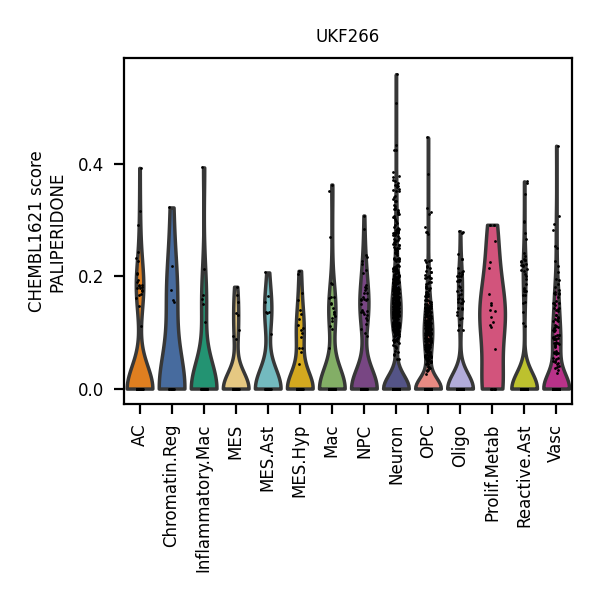 UKF266
CHEMBL1621 score
PALIPERIDONE
0.4
0.2
0.0
AC
Chromatin.Reg
Inflammatory.Mac
MES
MES.Ast
MES.Hyp
Mac
NPC
Neuron
OPC
Oligo
Prolif.Metab
Reactive.Ast
Vasc